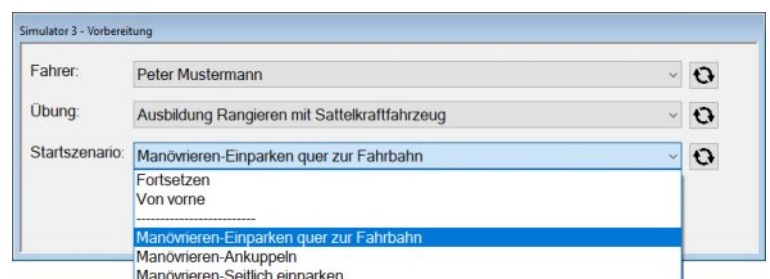 Simulator 3 - Vorbereitung
Fahrer: Peter Mustermann
Übung: Ausbildung Rangieren mit Sattelkraftfahrzeug
Startszenario: Manövrieren-Einparken quer zur Fahrbahn
Fortsetzen
Von vorne
------------------------
Manövrieren-Einparken quer zur Fahrbahn
Manövrieren-Ankuppeln
Manövrieren-Seitlich einparken